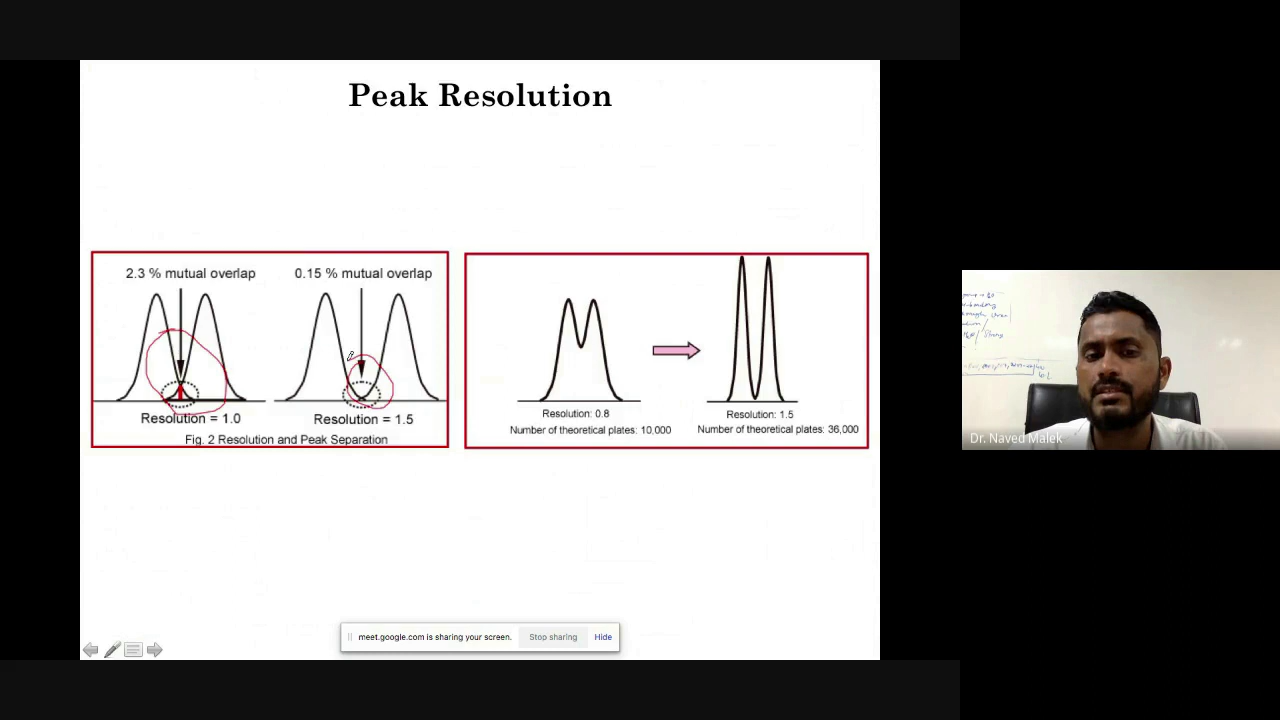 Peak Resolution
2.3 % mutual overlap
0.15 % mutual overlap
Resolution = 1.0
Resolution = 1.5
Fig. 2 Resolution and Peak Separation
Resolution: 0.8
Number of theoretical plates: 10,000
Resolution: 1.5
Number of theoretical plates: 36,000
Dr. Naved Malek
meet.google.com is sharing your screen.
Stop sharing
Hide